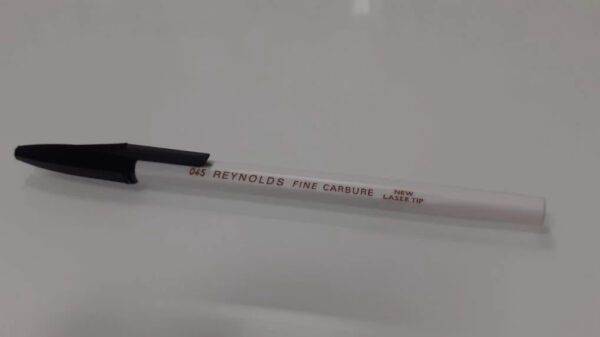 045 REYNOLDS FINE CARBURE NEW
LASER TIP